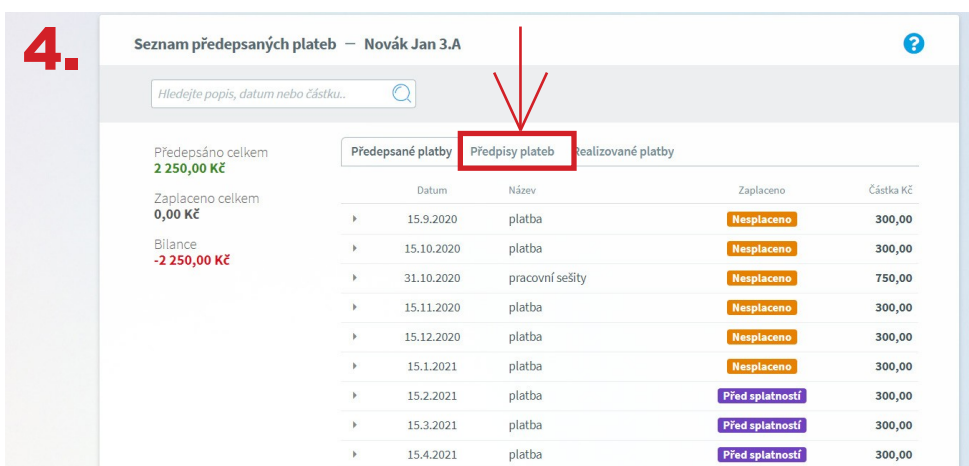 4.
Seznam předepsaných plateb – Novák Jan 3.A
?
Hledejte popis, datum nebo částku..
Předepsáno celkem
2 250,00 Kč
Zaplaceno celkem
0,00 Kč
Bilance
-2 250,00 Kč
Předepsané platby Předpisy plateb Realizované platby
Datum Název Zaplaceno Částka Kč
15.9.2020 platba Nesplaceno 300,00
15.10.2020 platba Nesplaceno 300,00
31.10.2020 pracovní sešity Nesplaceno 750,00
15.11.2020 platba Nesplaceno 300,00
15.12.2020 platba Nesplaceno 300,00
15.1.2021 platba Nesplaceno 300,00
15.2.2021 platba Před splatností 300,00
15.3.2021 platba Před splatností 300,00
15.4.2021 platba Před splatností 300,00